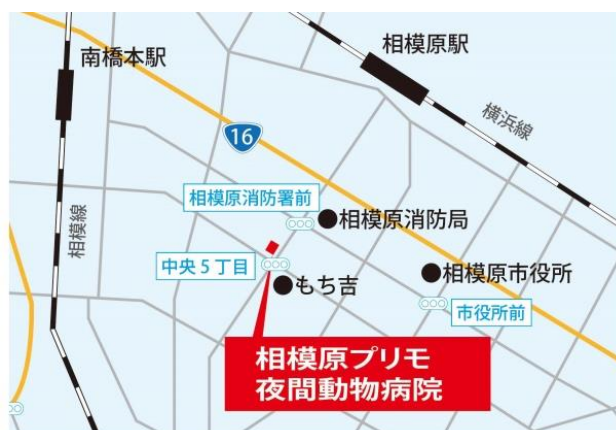 相模原駅
南橋本駅
横浜線
16
相模原消防署前
相模原消防局
相模線
中央5丁目
もち吉
相模原市役所
市役所前
相模原プリモ
夜間動物病院